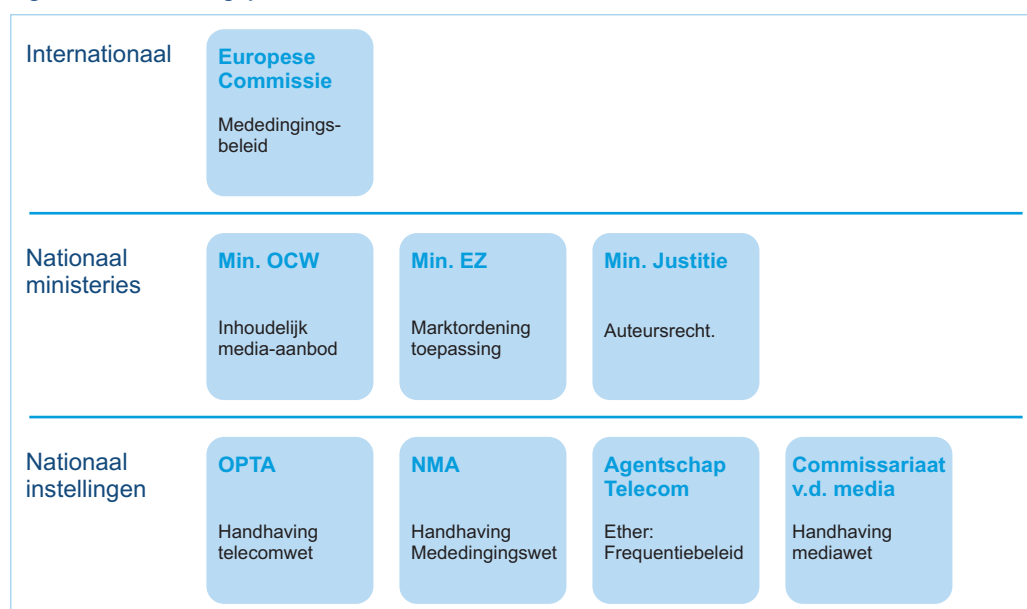 Internationaal
Europese
Commissie
Mededingings-
beleid
Nationaal
ministeries
Min. OCW
Inhoudelijk
media-aanbod
Min. EZ
Marktordening
toepassing
Min. Justitie
Auteursrecht.
Nationaal
instellingen
OPTA
Handhaving
telecomwet
NMA
Handhaving
Mededingingswet
Agentschap
Telecom
Ether:
Frequentiebeleid
Commissariaat
v.d. media
Handhaving
mediawet